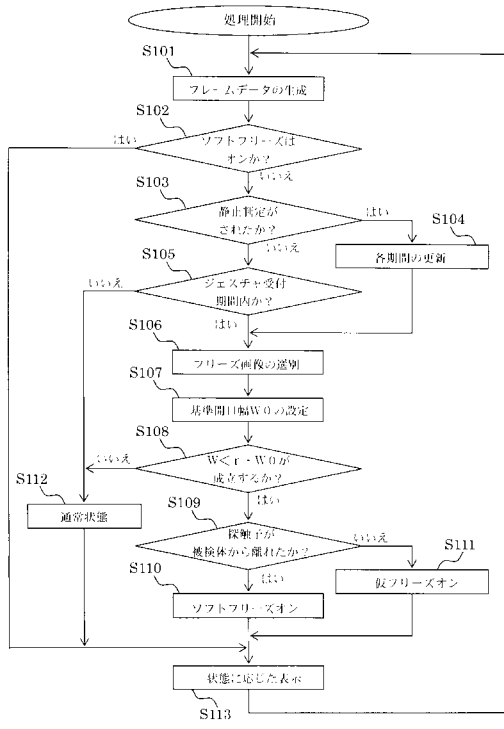 処理開始
S101
フレームデータの生成
S102
はい
ソフトフリーズは
オンか？
いいえ
S103
静止判定が
されたか？
はい
S104
いいえ
各期間の更新
S105
いいえ
ジェスチャ受付
期間内か？
はい
S106
フリーズ画像の選別
S107
基準開口幅W0の設定
S108
いいえ
W＜r・W0が
成立するか？
はい
S112
通常状態
S109
探触子が
被検体から離れたか？
いいえ
S111
はい
仮フリーズオン
S110
ソフトフリーズオン
状態に応じた表示
S113